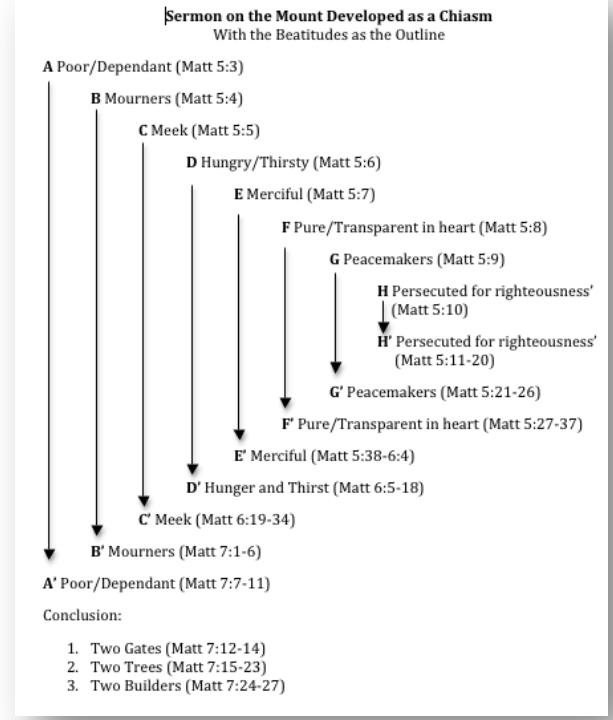 Sermon on the Mount Developed as a Chiasm
With the Beatitudes as the Outline
A Poor/Dependant (Matt 5:3)
B Mourners (Matt 5:4)
C Meek (Matt 5:5)
D Hungry/Thirsty (Matt 5:6)
E Merciful (Matt 5:7)
F Pure/Transparent in heart (Matt 5:8)
G Peacemakers (Matt 5:9)
H Persecuted for righteousness'
(Matt 5:10)
H' Persecuted for righteousness'
(Matt 5:11-20)
G' Peacemakers (Matt 5:21-26)
F' Pure/Transparent in heart (Matt 5:27-37)
E' Merciful (Matt 5:38-6:4)
D' Hunger and Thirst (Matt 6:5-18)
C' Meek (Matt 6:19-34)
B' Mourners (Matt 7:1-6)
A' Poor/Dependant (Matt 7:7-11)
Conclusion:
1. Two Gates (Matt 7:12-14)
2. Two Trees (Matt 7:15-23)
3. Two Builders (Matt 7:24-27)